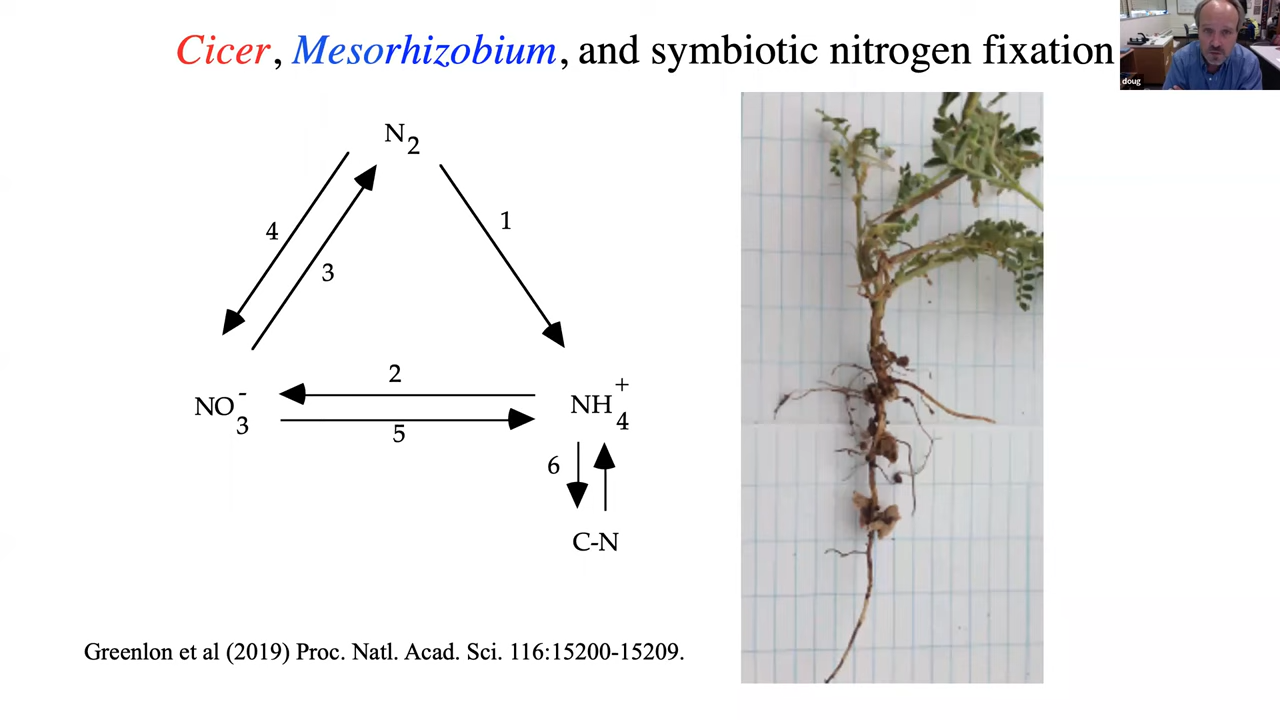 Cicer, Mesorhizobium, and symbiotic nitrogen fixation
doug
N2
4
1
3
2
NO3-
NH4+
5
6
C-N
Greenlon et al (2019) Proc. Natl. Acad. Sci. 116:15200-15209.